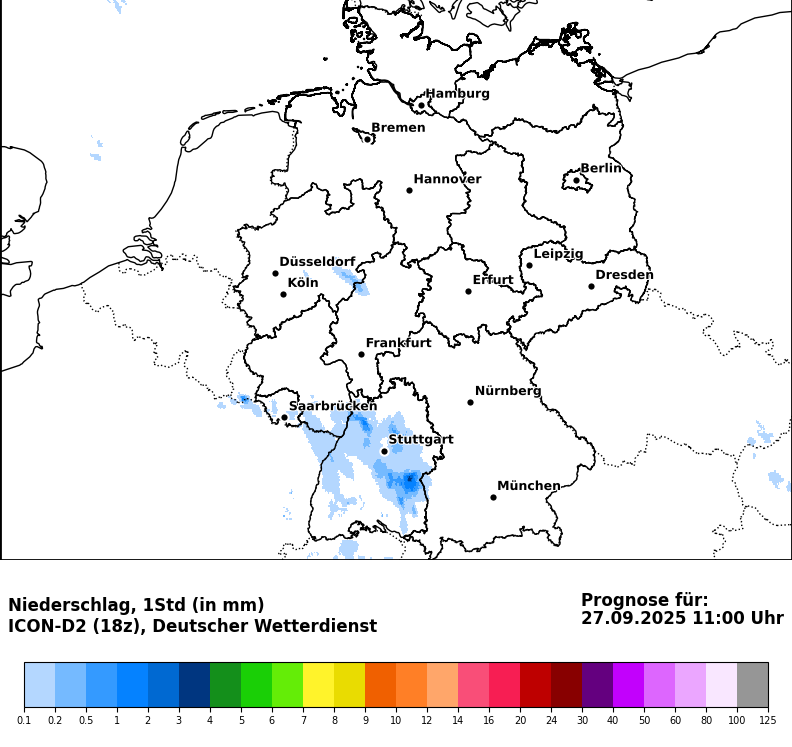 Hamburg
Bremen
Berlin
Hannover
Leipzig
Düsseldorf
Dresden
Köln
Erfurt
Frankfurt
Nürnberg
Saarbrücken
Stuttgart
München
Niederschlag, 1Std (in mm)
ICON-D2 (18z), Deutscher Wetterdienst
Prognose für:
27.09.2025 11:00 Uhr
0.1 0.2 0.5 1 2 3 4 5 6 7 8 9 10 12 14 16 20 24 30 40 50 60 80 100 125